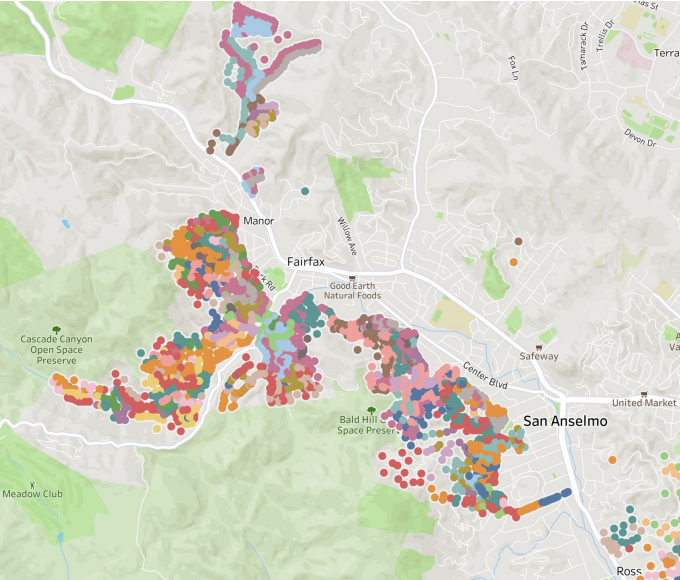 Tamarack Dr
Trellis Dr
Terra
Fox Ln
Devon Dr
Manor
Willow Ave
Fairfax
Good Earth
Natural Foods
Cascade Canyon
Open Space
Preserve
Safeway
Center Blvd
United Market
Bald Hill
Space Preser
San Anselmo
Meadow Club
Ross